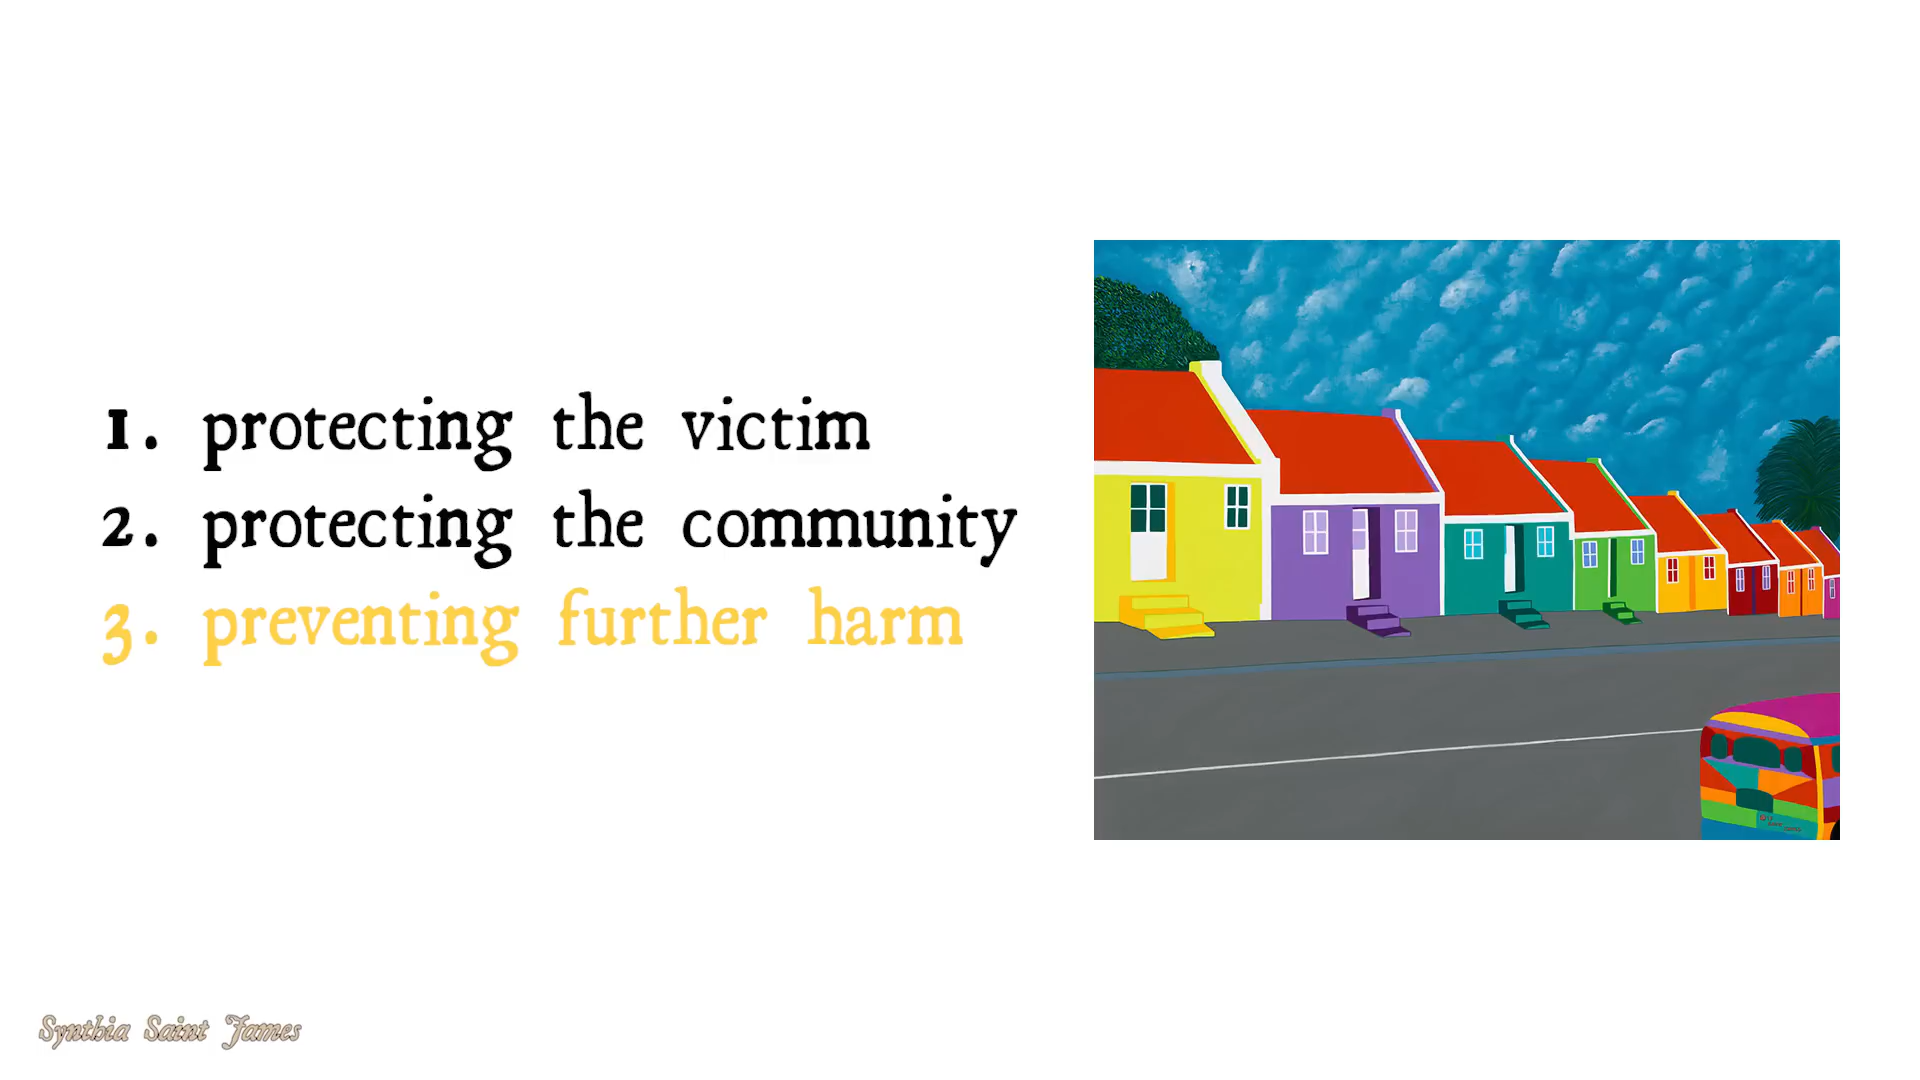 1. protecting the victim
2. protecting the community
3. preventing further harm
Synthia Saint James